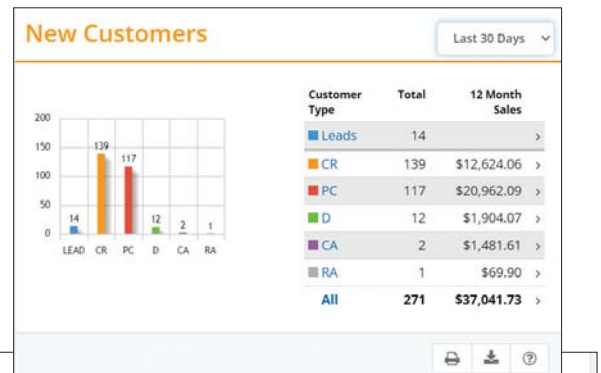 New Customers
Last 30 Days
200
150
100
50
0
139
117
14
12
2
1
LEAD CR PC D CA RA
Customer Type Total 12 Month Sales
Leads 14
CR 139 $12,624.06
PC 117 $20,962.09
D 12 $1,904.07
CA 2 $1,481.61
RA 1 $69.90
All 271 $37,041.73